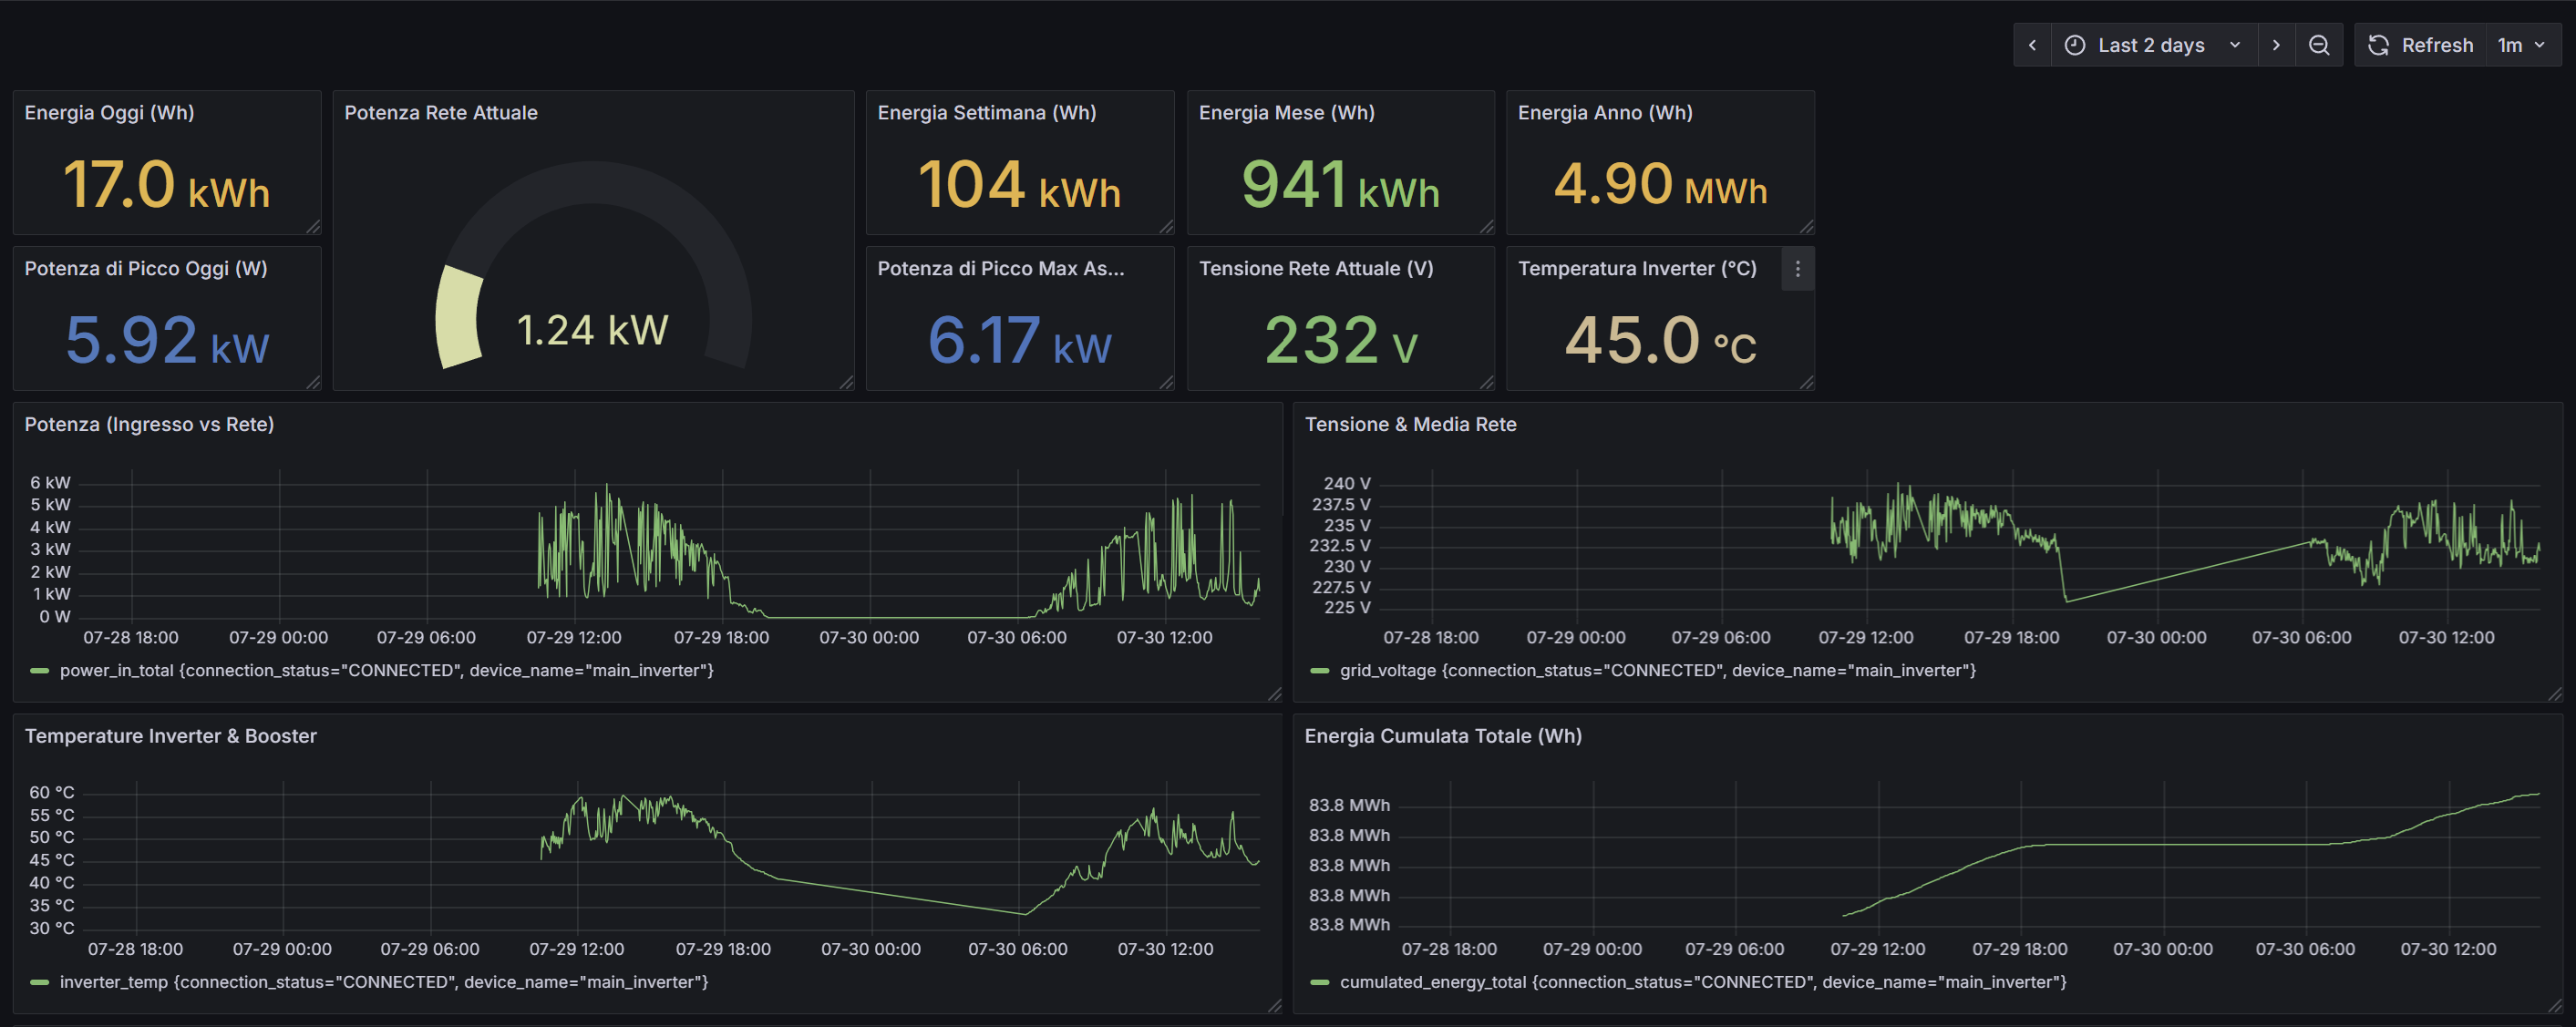 Last 2 days
Refresh
1m
Energia Oggi (Wh)
17.0 kWh
Potenza Rete Attuale
1.24 kW
Energia Settimana (Wh)
104 kWh
Energia Mese (Wh)
941 kWh
Energia Anno (Wh)
4.90 MWh
Potenza di Picco Oggi (W)
5.92 kW
Potenza di Picco Max As...
6.17 kW
Tensione Rete Attuale (V)
232 V
Temperatura Inverter (°C)
45.0 °C
Potenza (Ingresso vs Rete)
6 kW
5 kW
4 kW
3 kW
2 kW
1 kW
0 W
07-28 18:00 07-29 00:00 07-29 06:00 07-29 12:00 07-29 18:00 07-30 00:00 07-30 06:00 07-30 12:00
power_in_total {connection_status="CONNECTED", device_name="main_inverter"}
Tensione & Media Rete
240 V
237.5 V
235 V
232.5 V
230 V
227.5 V
225 V
07-28 18:00 07-29 00:00 07-29 06:00 07-29 12:00 07-29 18:00 07-30 00:00 07-30 06:00 07-30 12:00
grid_voltage {connection_status="CONNECTED", device_name="main_inverter"}
Temperature Inverter & Booster
60 °C
55 °C
50 °C
45 °C
40 °C
35 °C
30 °C
07-28 18:00 07-29 00:00 07-29 06:00 07-29 12:00 07-29 18:00 07-30 00:00 07-30 06:00 07-30 12:00
inverter_temp {connection_status="CONNECTED", device_name="main_inverter"}
Energia Cumulata Totale (Wh)
83.8 MWh
83.8 MWh
83.8 MWh
83.8 MWh
83.8 MWh
07-28 18:00 07-29 00:00 07-29 06:00 07-29 12:00 07-29 18:00 07-30 00:00 07-30 06:00 07-30 12:00
cumulated_energy_total {connection_status="CONNECTED", device_name="main_inverter"}